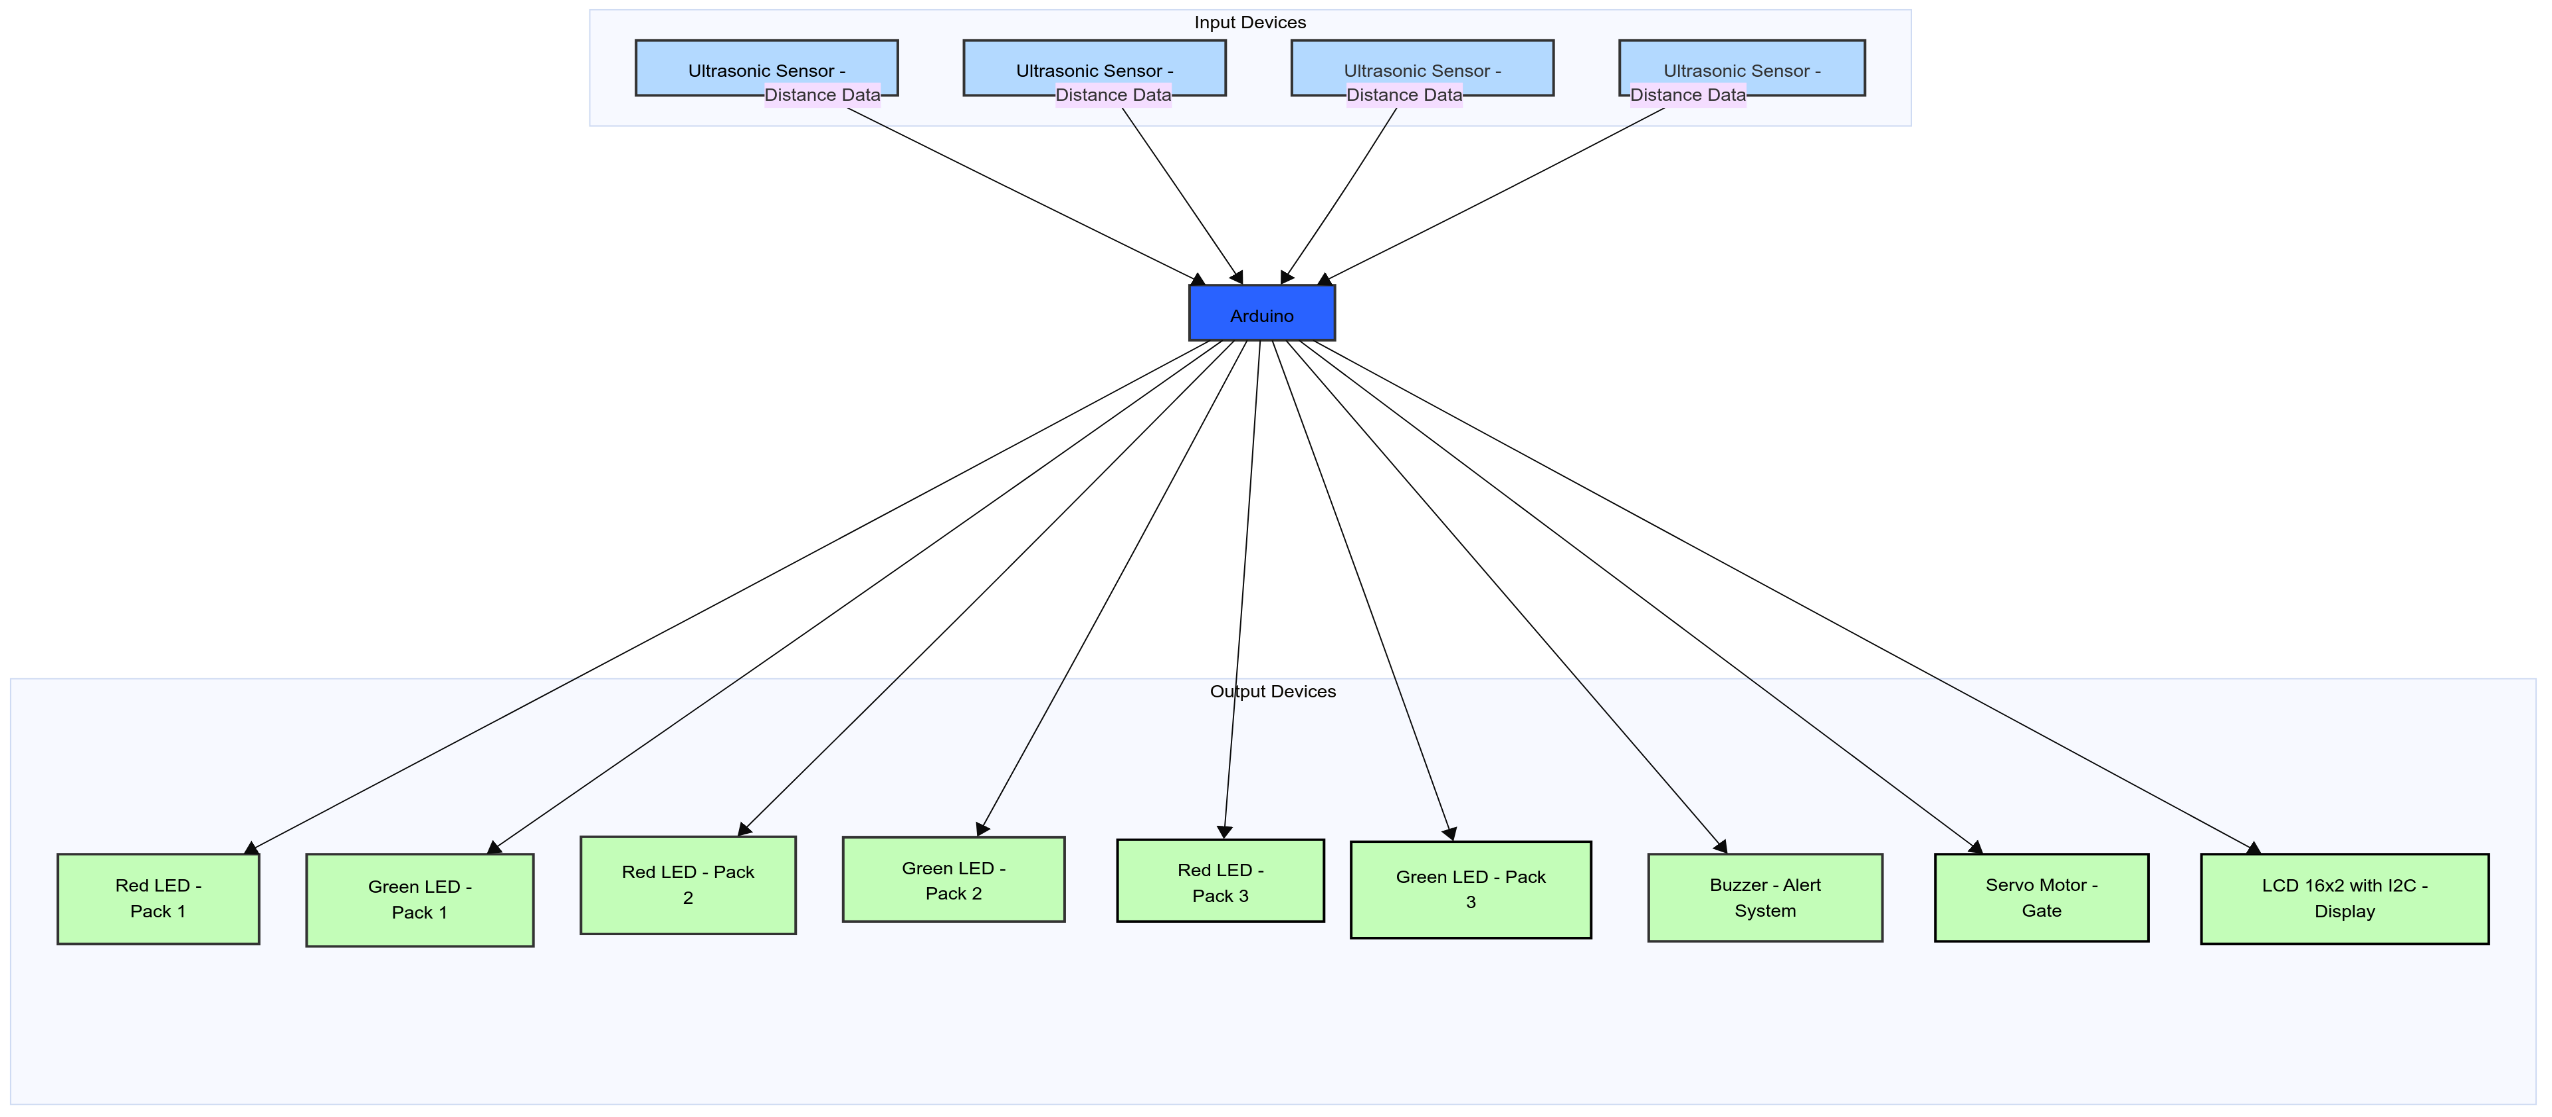 Input Devices
Ultrasonic Sensor -
Distance Data
Ultrasonic Sensor -
Distance Data
Ultrasonic Sensor -
Distance Data
Ultrasonic Sensor -
Distance Data
Arduino
Output Devices
Red LED -
Pack 1
Green LED -
Pack 1
Red LED - Pack
2
Green LED -
Pack 2
Red LED -
Pack 3
Green LED - Pack
3
Buzzer - Alert
System
Servo Motor -
Gate
LCD 16x2 with I2C -
Display